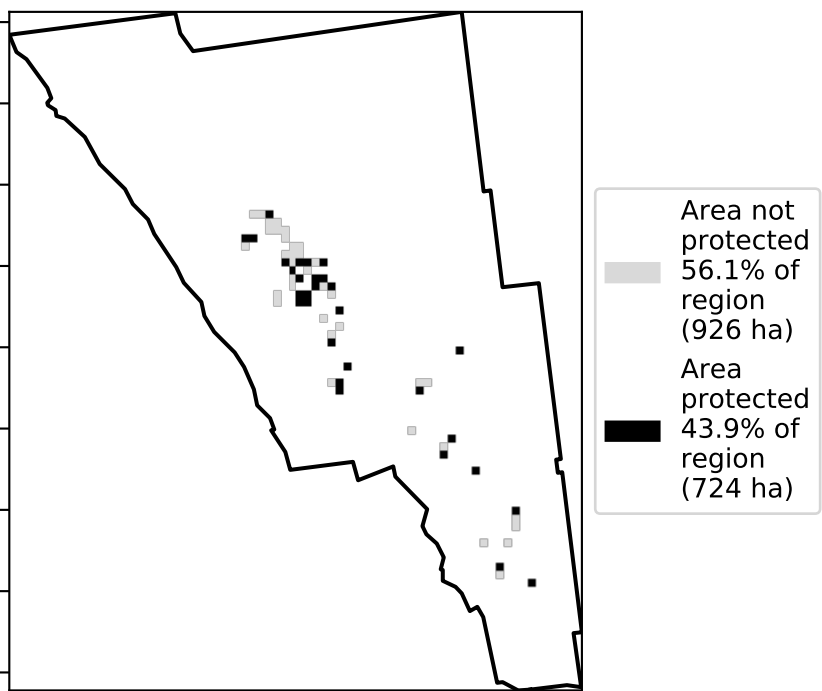 Area not
protected
56.1% of
region
(926 ha)
Area
protected
43.9% of
region
(724 ha)